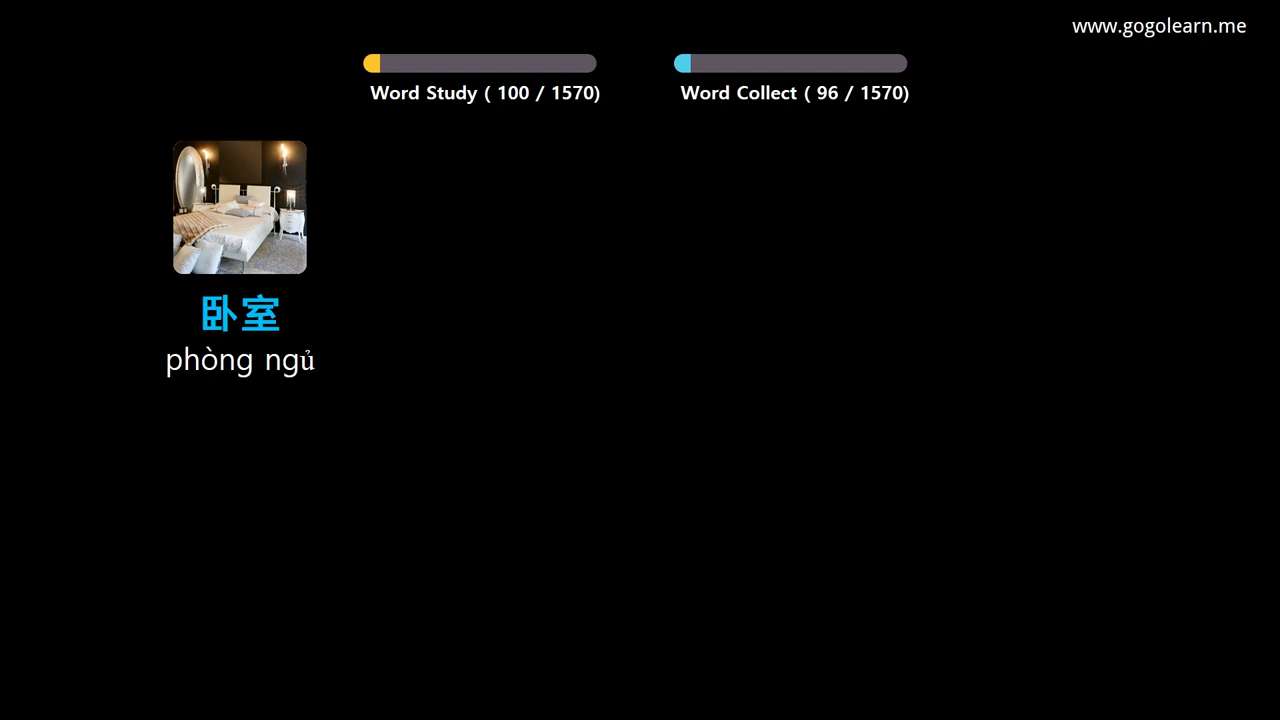 www.gogolearn.me
Word Study ( 100 / 1570)
Word Collect ( 96 / 1570)
卧室
phòng ngủ